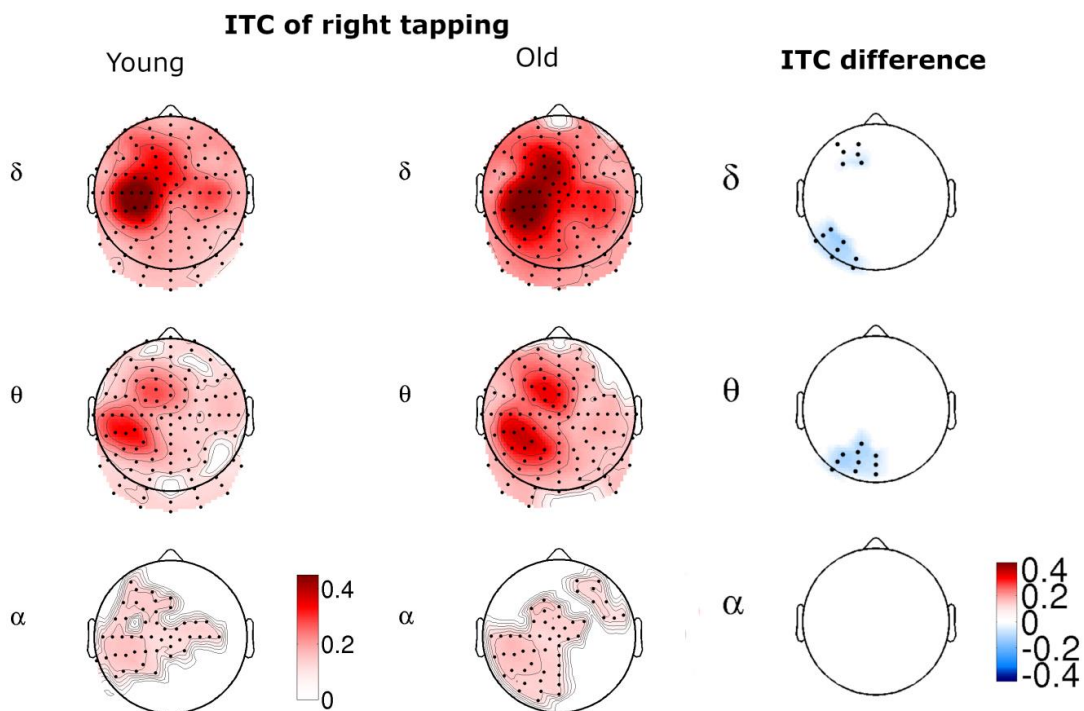 ITC of right tapping
Young
Old
ITC difference
δ
δ
δ
θ
θ
θ
α
α
α
0.4
0.2
0
0.4
0.2
0
-0.2
-0.4